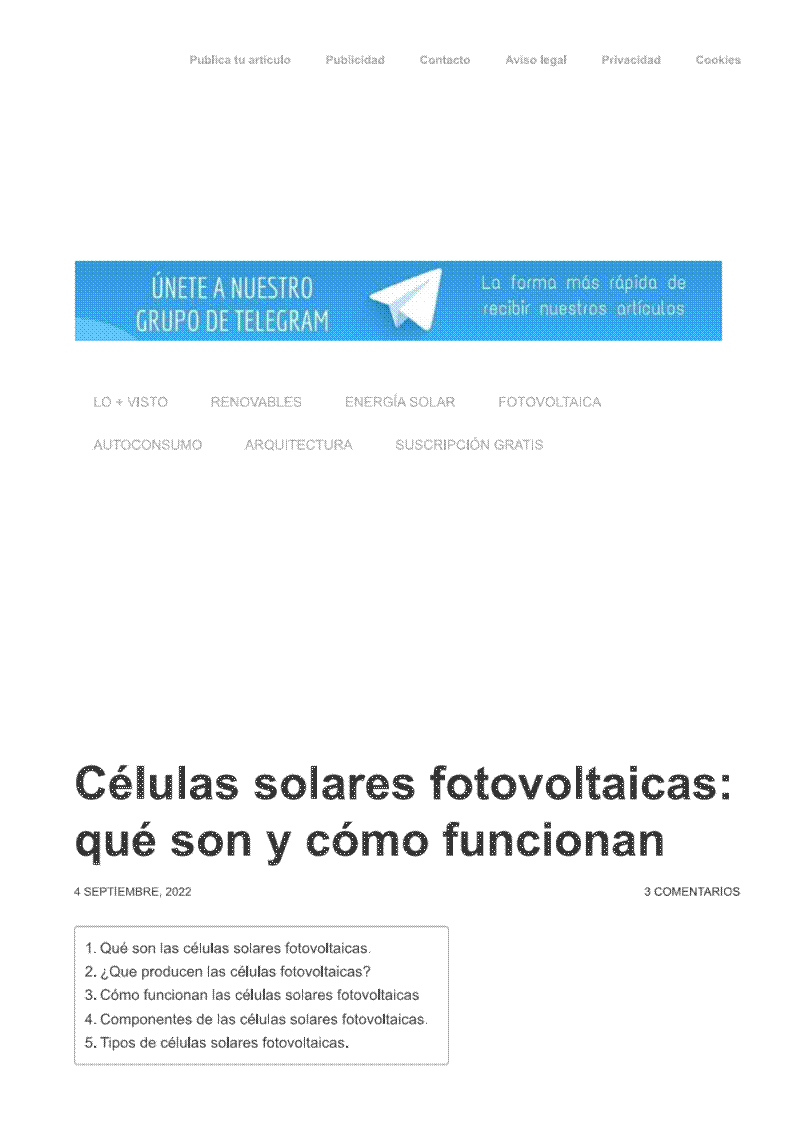 Publica tu artículo Publicidad Contacto Aviso legal Privacidad Cookies
ÚNETE A NUESTRO
GRUPO DE TELEGRAM
La forma más rápida de
recibir nuestros artículos
LO + VISTO RENOVABLES ENERGÍA SOLAR FOTOVOLTAICA
AUTOCONSUMO ARQUITECTURA SUSCRIPCIÓN GRATIS
Células solares fotovoltaicas:
qué son y cómo funcionan
4 SEPTIEMBRE, 2022 3 COMENTARIOS
1. Qué son las células solares fotovoltaicas.
2. ¿Que producen las células fotovoltaicas?
3. Cómo funcionan las células solares fotovoltaicas
4. Componentes de las células solares fotovoltaicas.
5. Tipos de células solares fotovoltaicas.